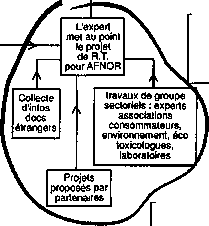 L'expert
met au point
le projet
de R.T.
pour AFNOR
Collecte
d'infos
docs
étrangers
travaux de groupe
sectoriels : experts
associations
consommateurs,
environnement, éco
toxicologues,
laboratoires
Projets
proposés par
partenaires